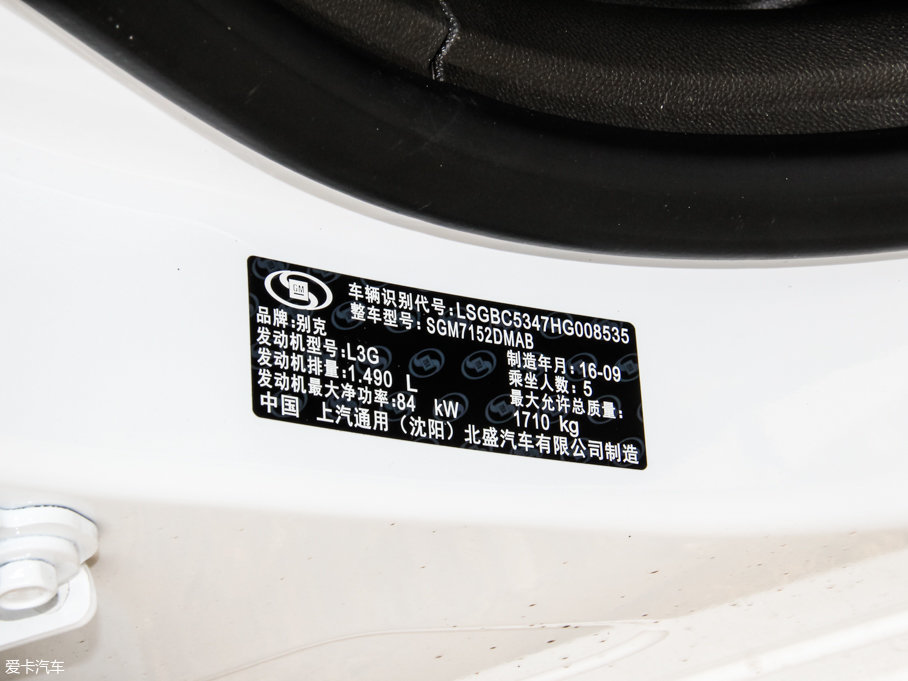 GM
车辆识别代号:LSGBC5347HG008535
整车型号:SGM7152DMAB
品牌:别克
发动机型号:L3G
制造年月:16-09
发动机排量:1.490 L
乘坐人数:5
发动机最大净功率:84 kW
最大允许总质量:
1710 kg
中国 上汽通用（沈阳）北盛汽车有限公司制造
爱卡汽车